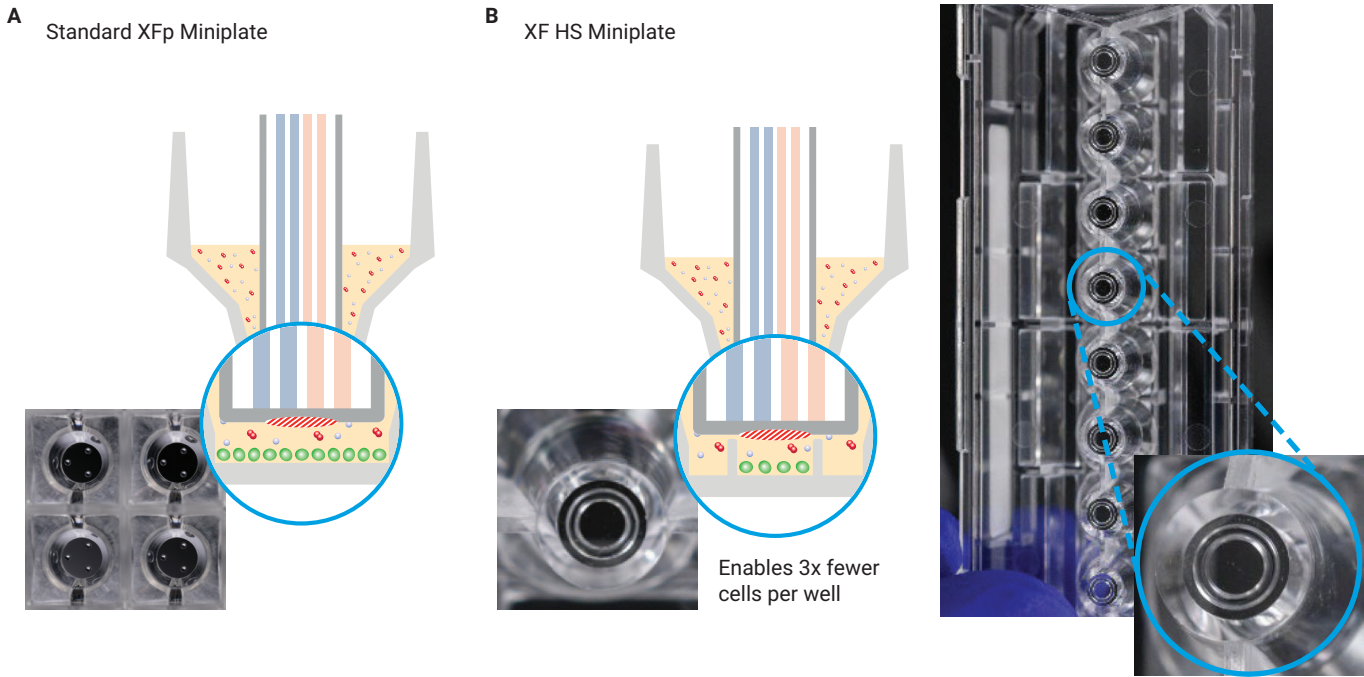 A
Standard XFp Miniplate
B
XF HS Miniplate
Enables 3x fewer
cells per well